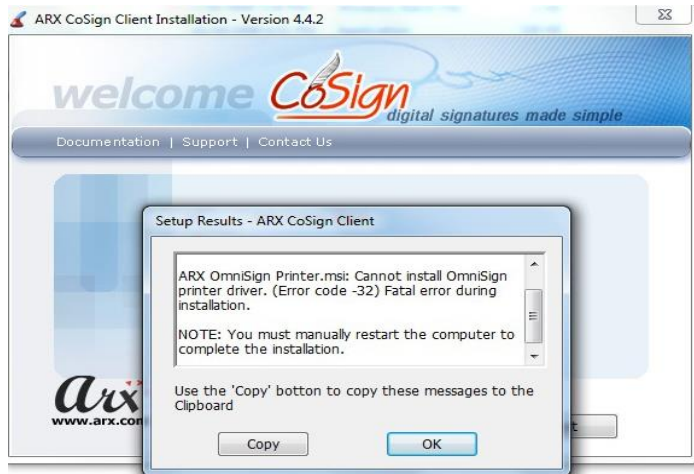 ARX CoSign Client Installation - Version 4.4.2
welcome CoSign
digital signatures made simple
Documentation | Support | Contact Us
Setup Results - ARX CoSign Client
ARX OmniSign Printer.msi: Cannot install OmniSign
printer driver. (Error code -32) Fatal error during
installation.
NOTE: You must manually restart the computer to
complete the installation.
Use the 'Copy' botton to copy these messages to the
Clipboard
arx
www.arx.com
Copy OK